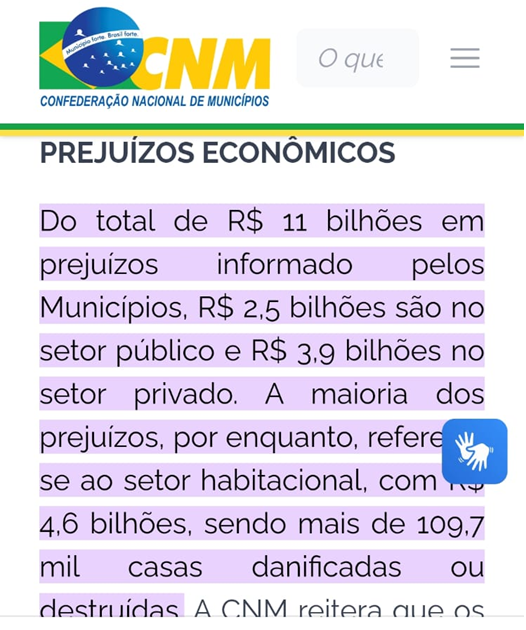 Município forte, Brasil forte.
CNM
CONFEDERAÇÃO NACIONAL DE MUNICÍPIOS
O que
PREJUÍZOS ECONÔMICOS
Do total de R$ 11 bilhões em
prejuízos informado pelos
Municípios, R$ 2,5 bilhões são no
setor público e R$ 3,9 bilhões no
setor privado. A maioria dos
prejuízos, por enquanto, refere
se ao setor habitacional, com R$
4,6 bilhões, sendo mais de 109,7
mil casas danificadas ou
destruídas. A CNM reitera que os